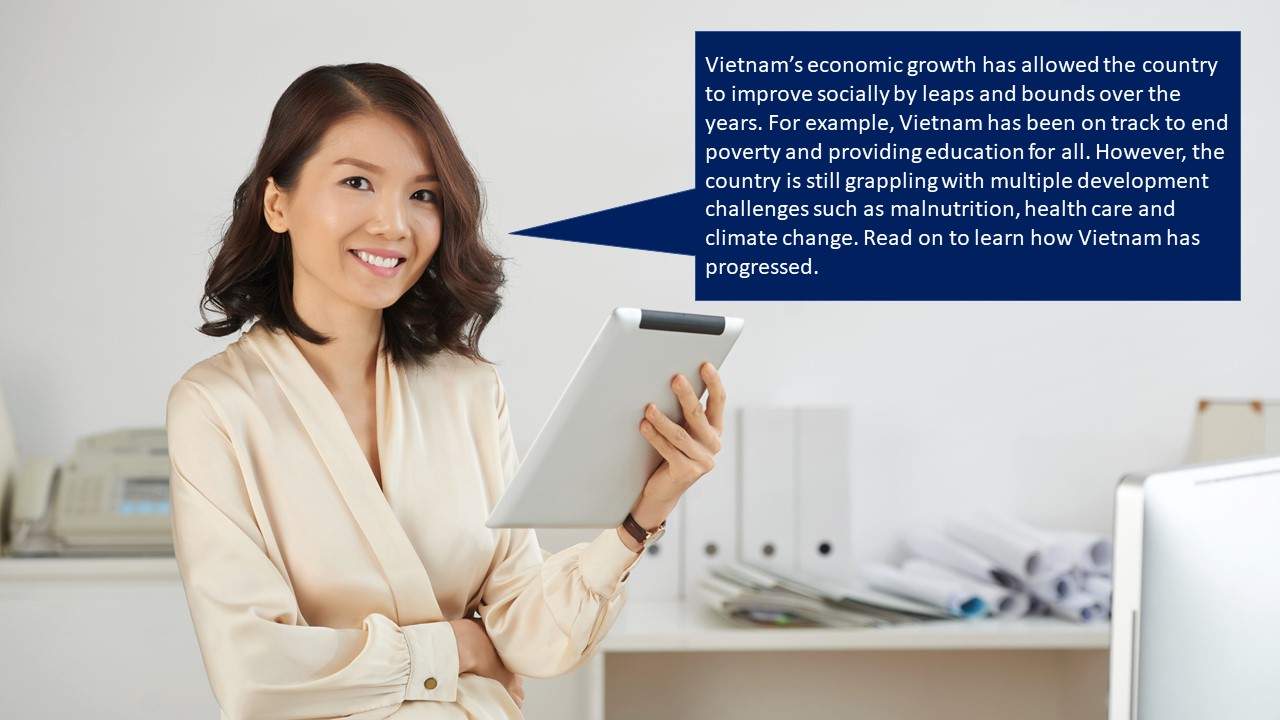 Vietnam’s economic growth has allowed the country
to improve socially by leaps and bounds over the
years. For example, Vietnam has been on track to end
poverty and providing education for all. However, the
country is still grappling with multiple development
challenges such as malnutrition, health care and
climate change. Read on to learn how Vietnam has
progressed.